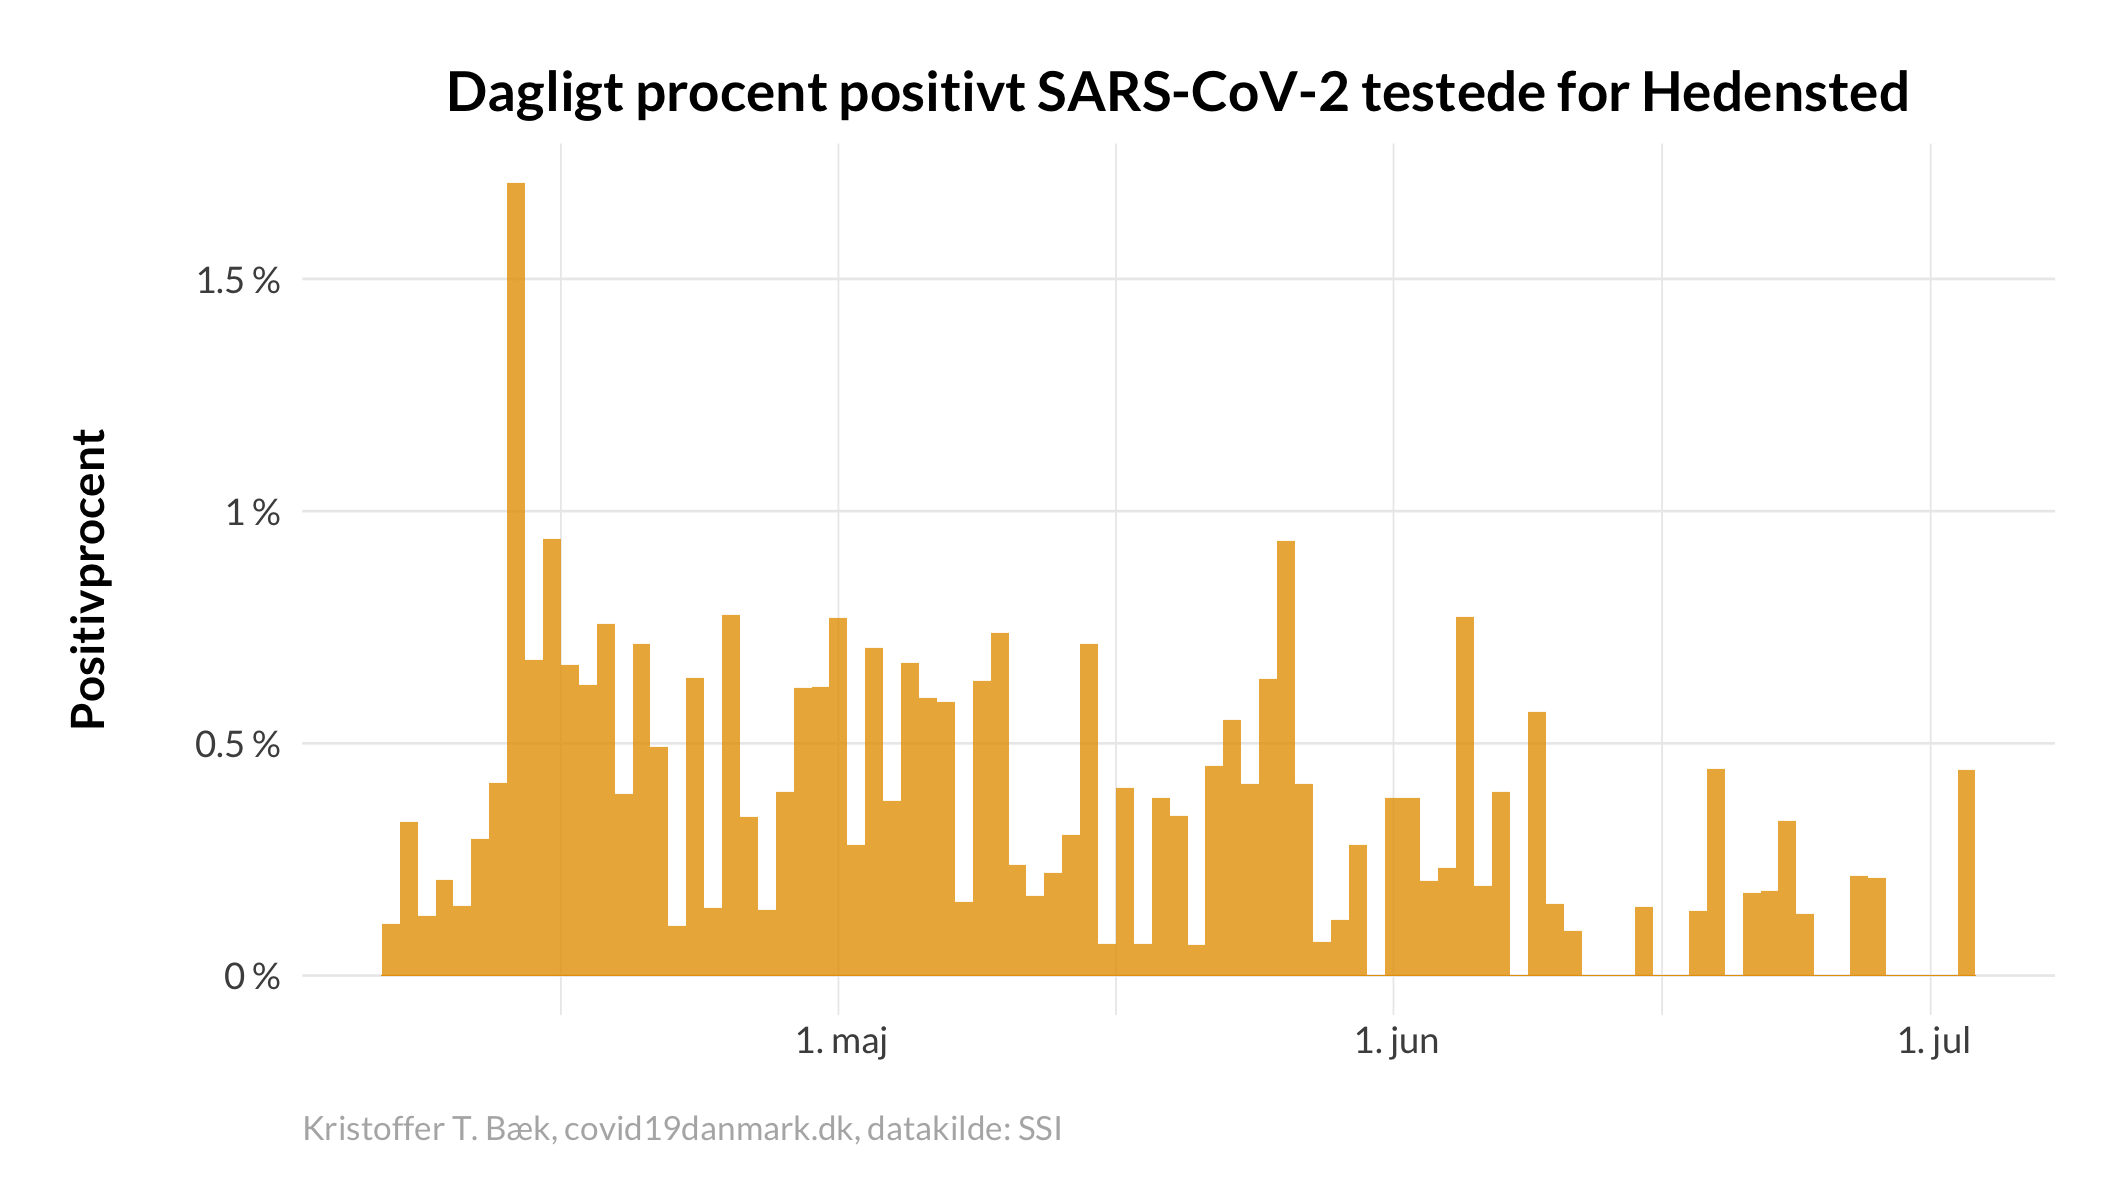 Dagligt procent positivt SARS-CoV-2 testede for Hedensted
Positivprocent
1.5 %
1 %
0.5 %
0 %
1. maj
1. jun
1. jul
Kristoffer T. Bæk, covid19danmark.dk, datakilde: SSI